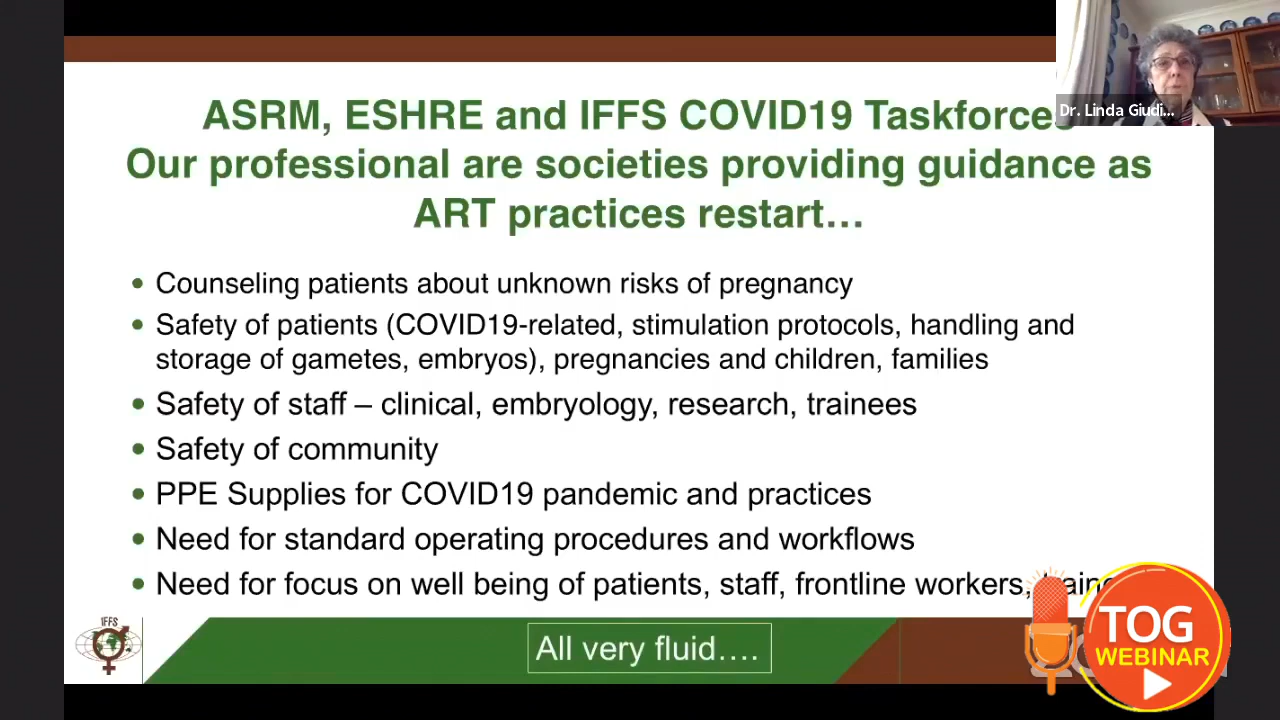 ASRM, ESHRE and IFFS COVID19 Taskforces
Dr. Linda Giudi...
Our professional are societies providing guidance as
ART practices restart…
• Counseling patients about unknown risks of pregnancy
• Safety of patients (COVID19-related, stimulation protocols, handling and
storage of gametes, embryos), pregnancies and children, families
• Safety of staff – clinical, embryology, research, trainees
• Safety of community
• PPE Supplies for COVID19 pandemic and practices
• Need for standard operating procedures and workflows
• Need for focus on well being of patients, staff, frontline workers,
IFFS
All very fluid....
TOG
WEBINAR